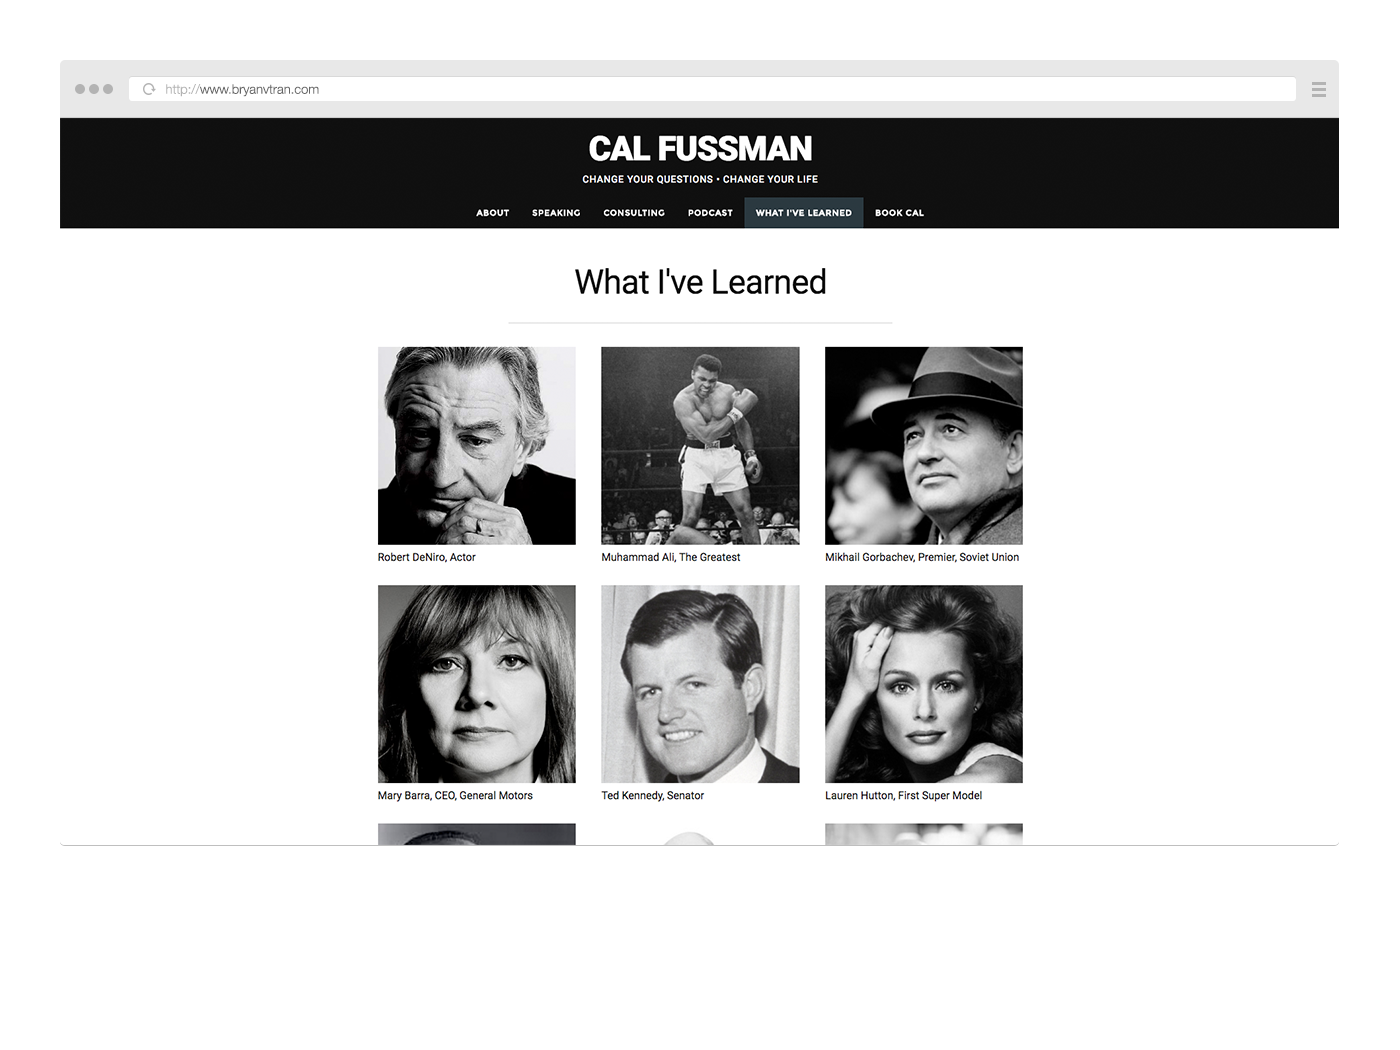 http://www.bryanvtran.com
CAL FUSSMAN
CHANGE YOUR QUESTIONS • CHANGE YOUR LIFE
ABOUT SPEAKING CONSULTING PODCAST WHAT I'VE LEARNED BOOK CAL
What I've Learned
Robert DeNiro, Actor Muhammad Ali, The Greatest Mikhail Gorbachev, Premier, Soviet Union
Mary Barra, CEO, General Motors Ted Kennedy, Senator Lauren Hutton, First Super Model